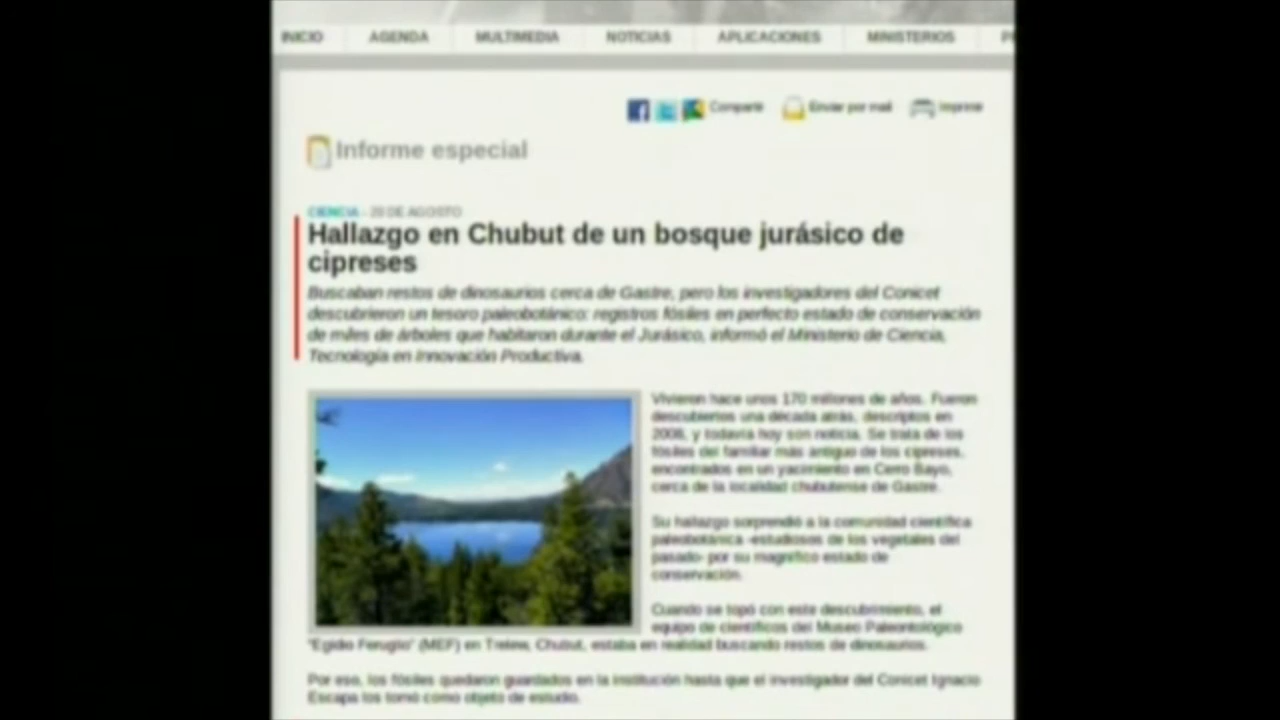 INICIO AGENDA MULTIMEDIA NOTICIAS APLICACIONES MINISTERIOS
Compartir Enviar por mail Imprimir
Informe especial
CIENCIA - 29 DE AGOSTO
Hallazgo en Chubut de un bosque jurásico de
cipreses
Buscaban restos de dinosaurios cerca de Gastre, pero los investigadores del Conicet
descubrieron un tesoro paleobotánico: registros fósiles en perfecto estado de conservación
de miles de árboles que habitaron durante el Jurásico, informó el Ministerio de Ciencia,
Tecnología en Innovación Productiva.
Vivieron hace unos 170 millones de años. Fueron
descubiertos una década atrás, descriptos en
y todavía hoy son noticia. Se trata de los
fósiles del familiar más antiguo de los cipreses,
encontrados en un yacimiento en Cerro Bayo,
cerca de la localidad chubutense de Gastre.
Su hallazgo sorprendió a la comunidad científica
paleobotánica -estudiosos de los vegetales del
pasado- por su magnífico estado de
conservación.
Cuando se topó con este descubrimiento, el
equipo de científicos del Museo Paleontológico
"Egidio Feruglio" (MEF) en Trelew, Chubut, estaba en realidad buscando restos de dinosaurios.
Por eso, los fósiles quedaron guardados en la institución hasta que el investigador del Conicet Ignacio
Escapa los tomó como objeto de estudio.